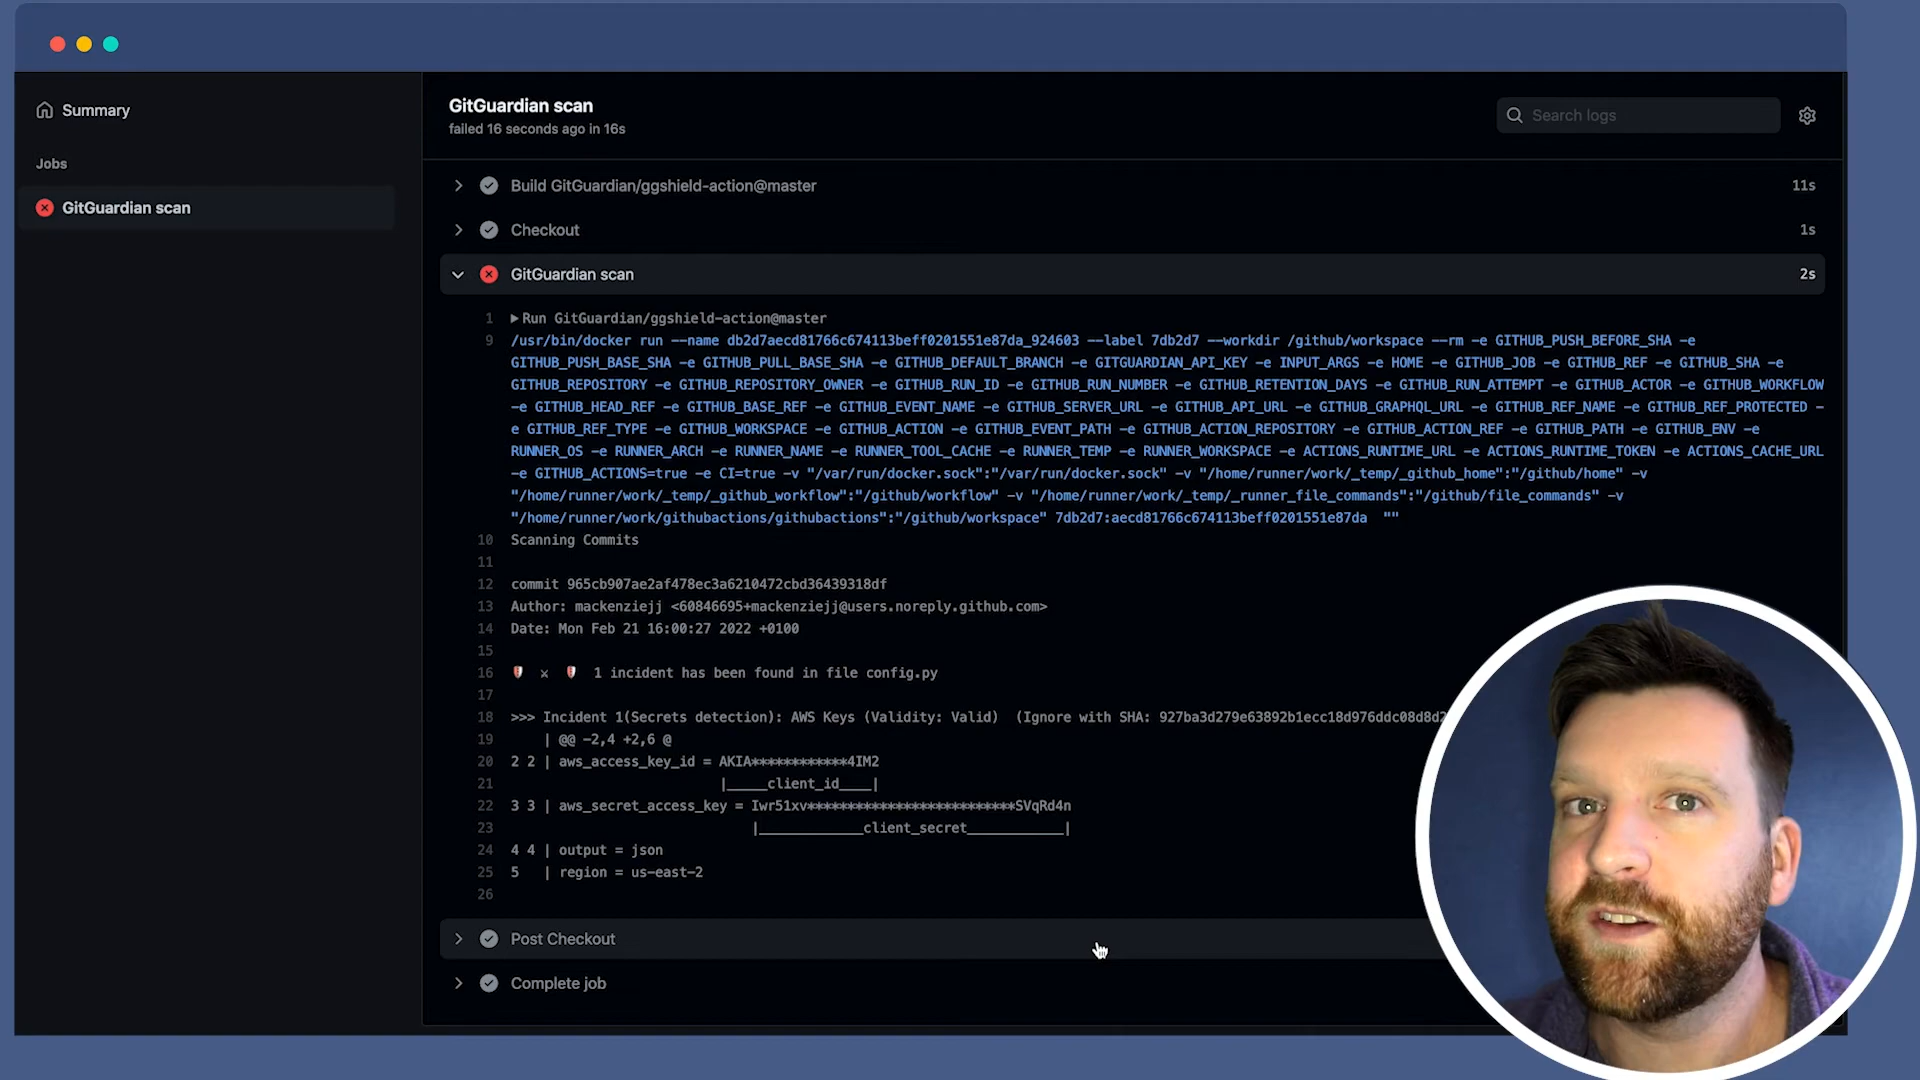 Summary
Jobs
GitGuardian scan
GitGuardian scan
failed 16 seconds ago in 16s
Search logs
Build GitGuardian/ggshield-action@master 11s
Checkout 1s
GitGuardian scan 2s
1 Run GitGuardian/ggshield-action@master
9 /usr/bin/docker run --name db2d7aecd81766c674113beff0201551e87da_924603 --label 7db2d7 --workdir /github/workspace --rm -e GITHUB_PUSH_BEFORE_SHA -e
GITHUB_PUSH_BASE_SHA -e GITHUB_PULL_BASE_SHA -e GITHUB_DEFAULT_BRANCH -e GITGUARDIAN_API_KEY -e INPUT_ARGS -e HOME -e GITHUB_JOB -e GITHUB_REF -e GITHUB_SHA -e
GITHUB_REPOSITORY -e GITHUB_REPOSITORY_OWNER -e GITHUB_RUN_ID -e GITHUB_RUN_NUMBER -e GITHUB_RETENTION_DAYS -e GITHUB_RUN_ATTEMPT -e GITHUB_ACTOR -e GITHUB_WORKFLOW
-e GITHUB_HEAD_REF -e GITHUB_BASE_REF -e GITHUB_EVENT_NAME -e GITHUB_SERVER_URL -e GITHUB_API_URL -e GITHUB_GRAPHQL_URL -e GITHUB_REF_NAME -e GITHUB_REF_PROTECTED -
e GITHUB_REF_TYPE -e GITHUB_WORKSPACE -e GITHUB_ACTION -e GITHUB_EVENT_PATH -e GITHUB_ACTION_REPOSITORY -e GITHUB_ACTION_REF -e GITHUB_PATH -e GITHUB_ENV -e
RUNNER_OS -e RUNNER_ARCH -e RUNNER_NAME -e RUNNER_TOOL_CACHE -e RUNNER_TEMP -e RUNNER_WORKSPACE -e ACTIONS_RUNTIME_URL -e ACTIONS_RUNTIME_TOKEN -e ACTIONS_CACHE_URL
-e GITHUB_ACTIONS=true -e CI=true -v "/var/run/docker.sock":"/var/run/docker.sock" -v "/home/runner/work/_temp/_github_home":"/github/home" -v
"/home/runner/work/_temp/_github_workflow":"/github/workflow" -v "/home/runner/work/_temp/_runner_file_commands":"/github/file_commands" -v
"/home/runner/work/githubactions/githubactions":"/github/workspace" 7db2d7:aecd81766c674113beff0201551e87da ""
10 Scanning Commits
11
12 commit 965cb907ae2af478ec3a6210472cbd36439318df
13 Author: mackenziejj <60846695+mackenziejj@users.noreply.github.com>
14 Date: Mon Feb 21 16:00:27 2022 +0100
15
16 1 incident has been found in file config.py
17
18 >>> Incident 1(Secrets detection): AWS Keys (Validity: Valid) (Ignore with SHA: 927ba3d279e63892b1ecc18d976ddc08d8d2
19 | @@ -2,4 +2,6 @
20 2 2 | aws_access_key_id = AKIA************4IM2
21 |_____client_id____|
22 3 3 | aws_secret_access_key = Iwr51xv**************************SVqRd4n
23 |_____________client_secret____________|
24 4 4 | output = json
25 5 | region = us-east-2
26
Post Checkout
Complete job